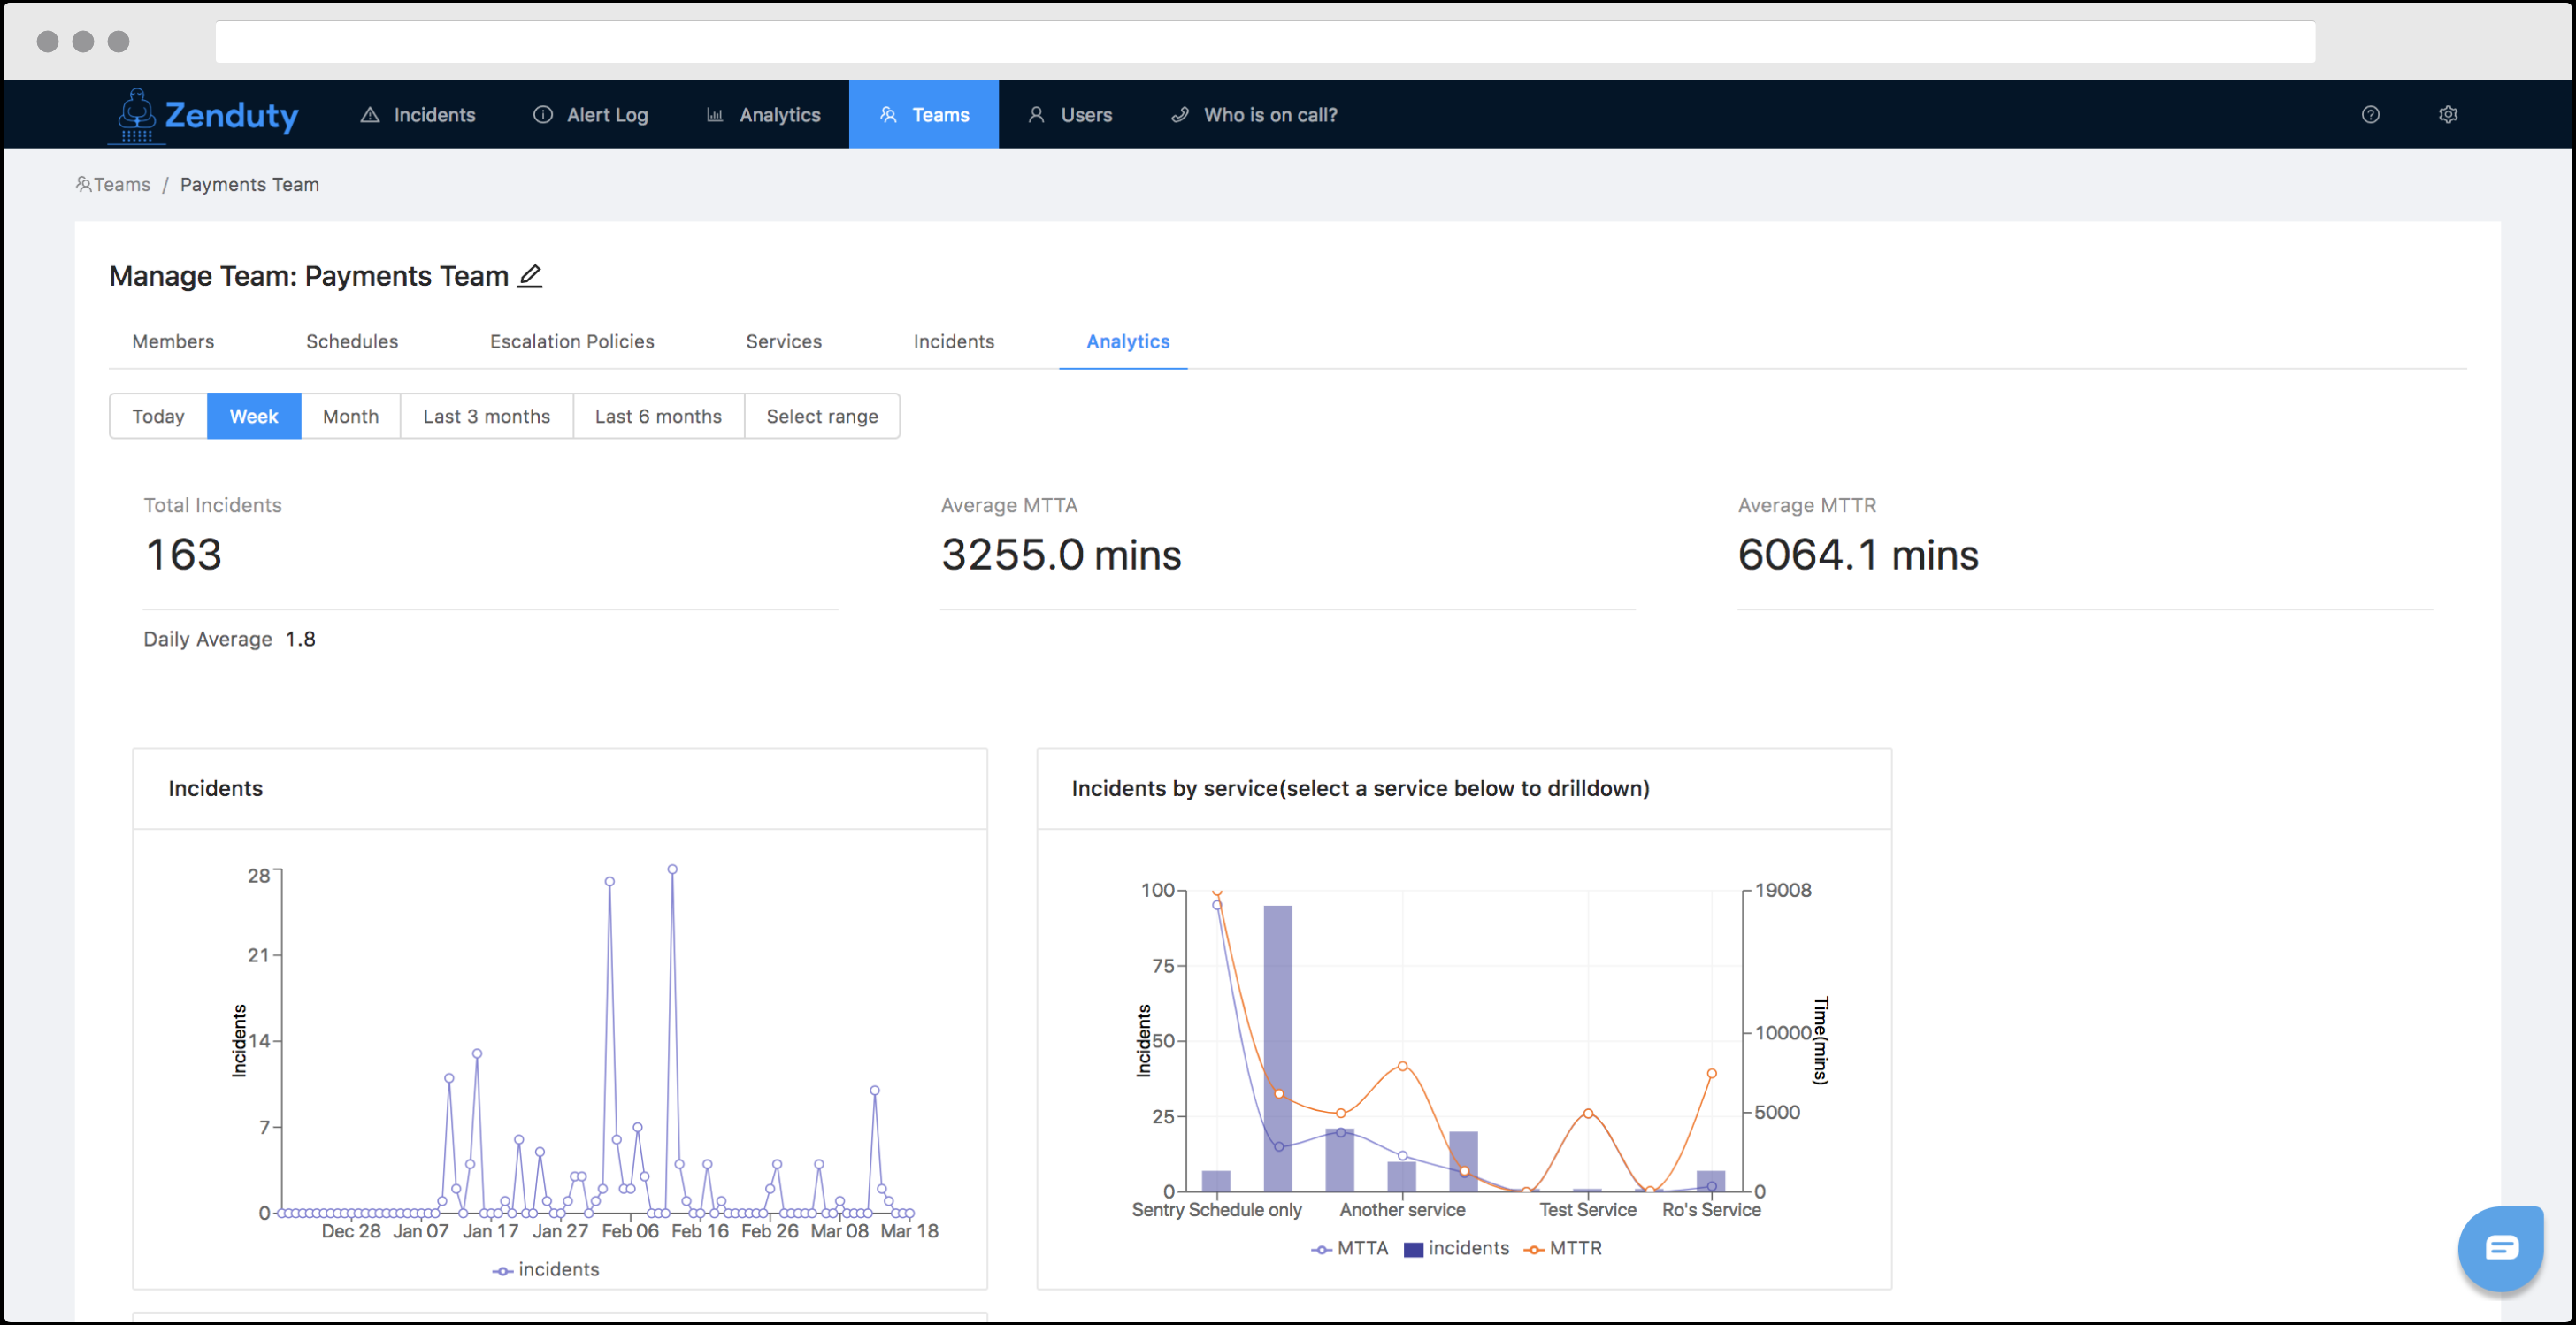 Zenduty Incidents Alert Log Analytics Teams Users Who is on call?
Teams / Payments Team
Manage Team: Payments Team
Members Schedules Escalation Policies Services Incidents Analytics
Today Week Month Last 3 months Last 6 months Select range
Total Incidents Average MTTA Average MTTR
163 3255.0 mins 6064.1 mins
Daily Average 1.8
Incidents
28
21
14
7
0
Incidents
Dec 28 Jan 07 Jan 17 Jan 27 Feb 06 Feb 16 Feb 26 Mar 08 Mar 18
incidents
Incidents by service(select a service below to drilldown)
100
75
50
25
0
Incidents
19008
10000
5000
0
Time(mins)
Sentry Schedule only Another service Test Service Ro's Service
MTTA incidents MTTR